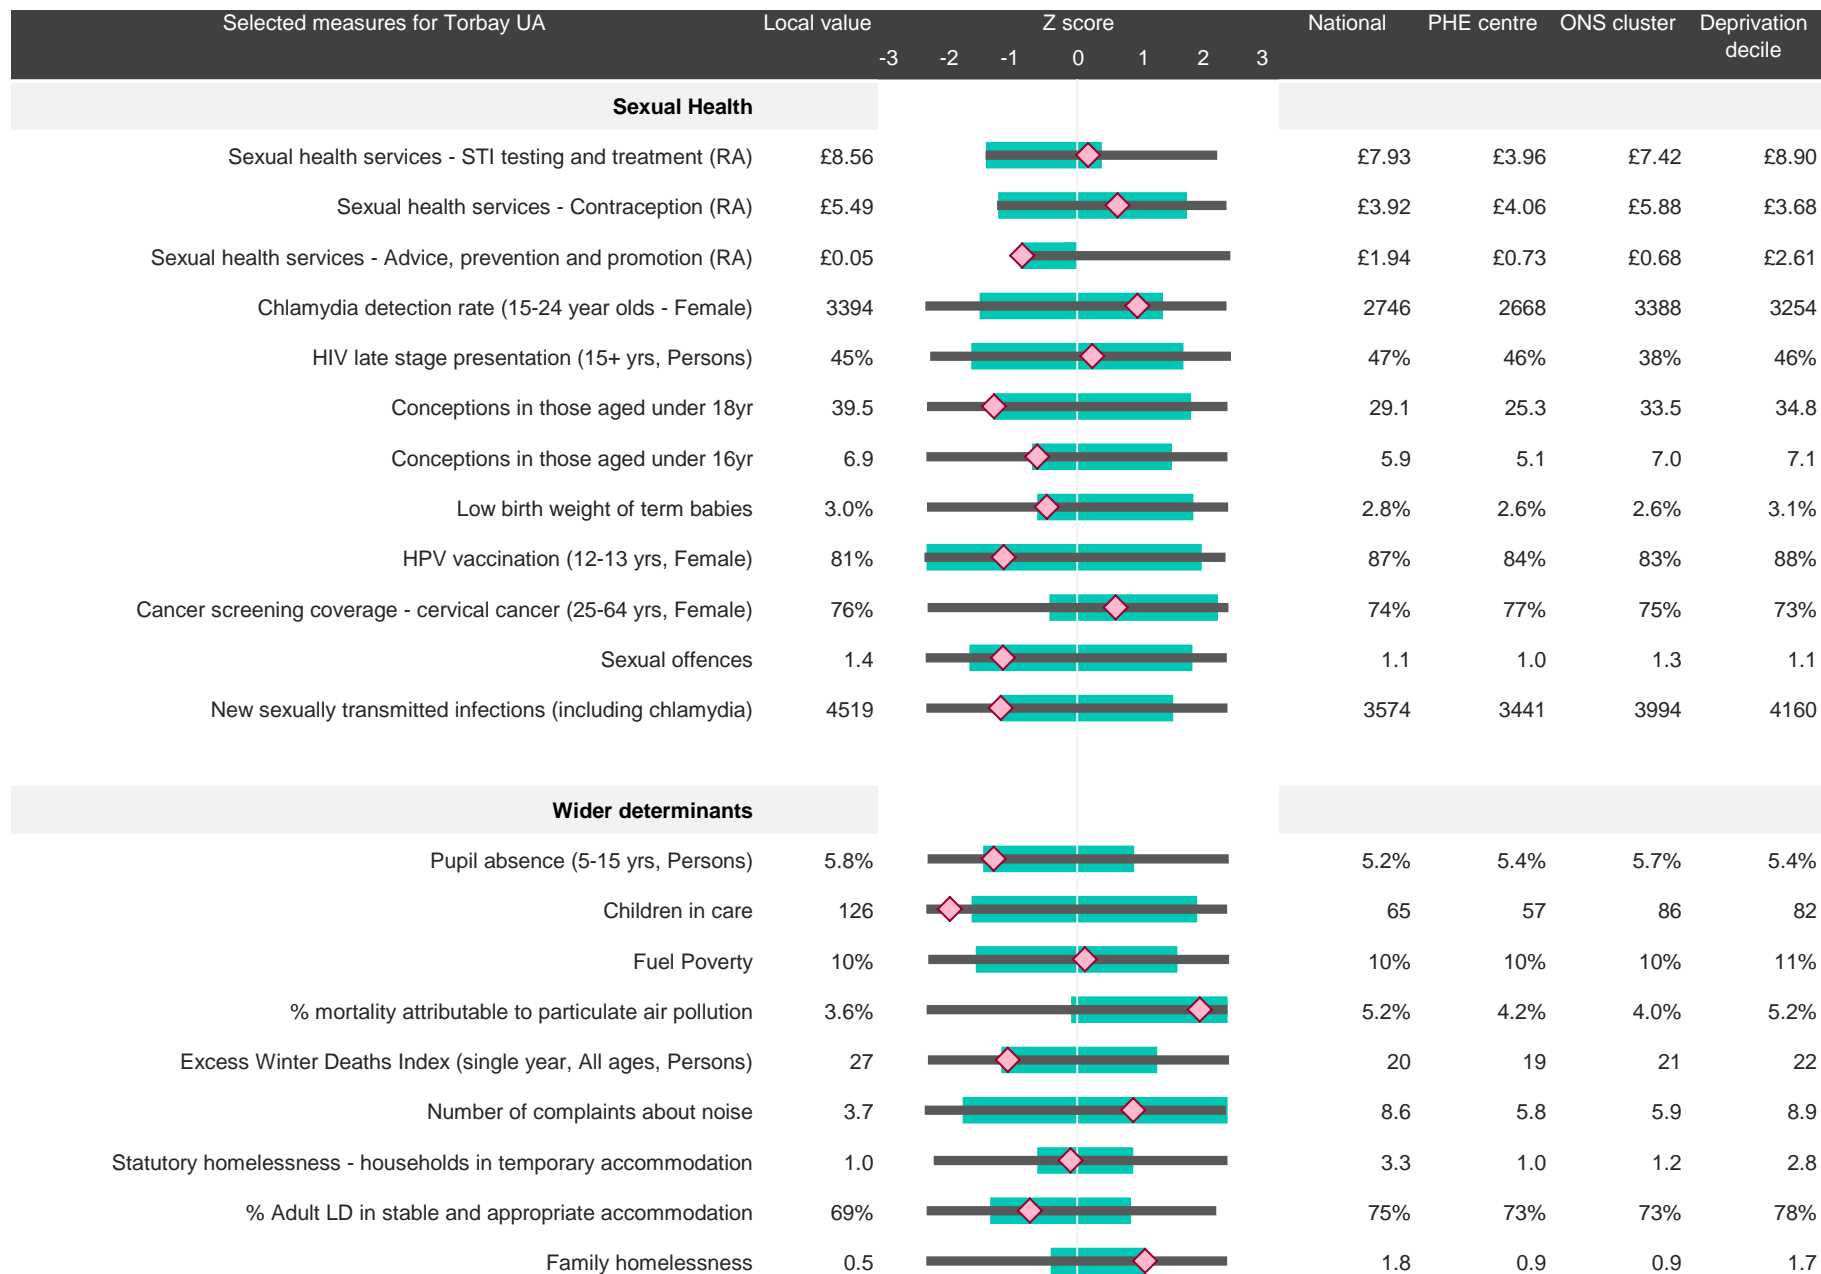 Selected measures for Torbay UA Local value Z score National PHE centre ONS cluster Deprivation decile
-3 -2 -1 0 1 2 3
Sexual Health
Sexual health services - STI testing and treatment (RA) £8.56 £7.93 £3.96 £7.42 £8.90
Sexual health services - Contraception (RA) £5.49 £3.92 £4.06 £5.88 £3.68
Sexual health services - Advice, prevention and promotion (RA) £0.05 £1.94 £0.73 £0.68 £2.61
Chlamydia detection rate (15-24 year olds - Female) 3394 2746 2668 3388 3254
HIV late stage presentation (15+ yrs, Persons) 45% 47% 46% 38% 46%
Conceptions in those aged under 18yr 39.5 29.1 25.3 33.5 34.8
Conceptions in those aged under 16yr 6.9 5.9 5.1 7.0 7.1
Low birth weight of term babies 3.0% 2.8% 2.6% 2.6% 3.1%
HPV vaccination (12-13 yrs, Female) 81% 87% 84% 83% 88%
Cancer screening coverage - cervical cancer (25-64 yrs, Female) 76% 74% 77% 75% 73%
Sexual offences 1.4 1.1 1.0 1.3 1.1
New sexually transmitted infections (including chlamydia) 4519 3574 3441 3994 4160
Wider determinants
Pupil absence (5-15 yrs, Persons) 5.8% 5.2% 5.4% 5.7% 5.4%
Children in care 126 65 57 86 82
Fuel Poverty 10% 10% 10% 10% 11%
% mortality attributable to particulate air pollution 3.6% 5.2% 4.2% 4.0% 5.2%
Excess Winter Deaths Index (single year, All ages, Persons) 27 20 19 21 22
Number of complaints about noise 3.7 8.6 5.8 5.9 8.9
Statutory homelessness - households in temporary accommodation 1.0 3.3 1.0 1.2 2.8
% Adult LD in stable and appropriate accommodation 69% 75% 73% 73% 78%
Family homelessness 0.5 1.8 0.9 0.9 1.7